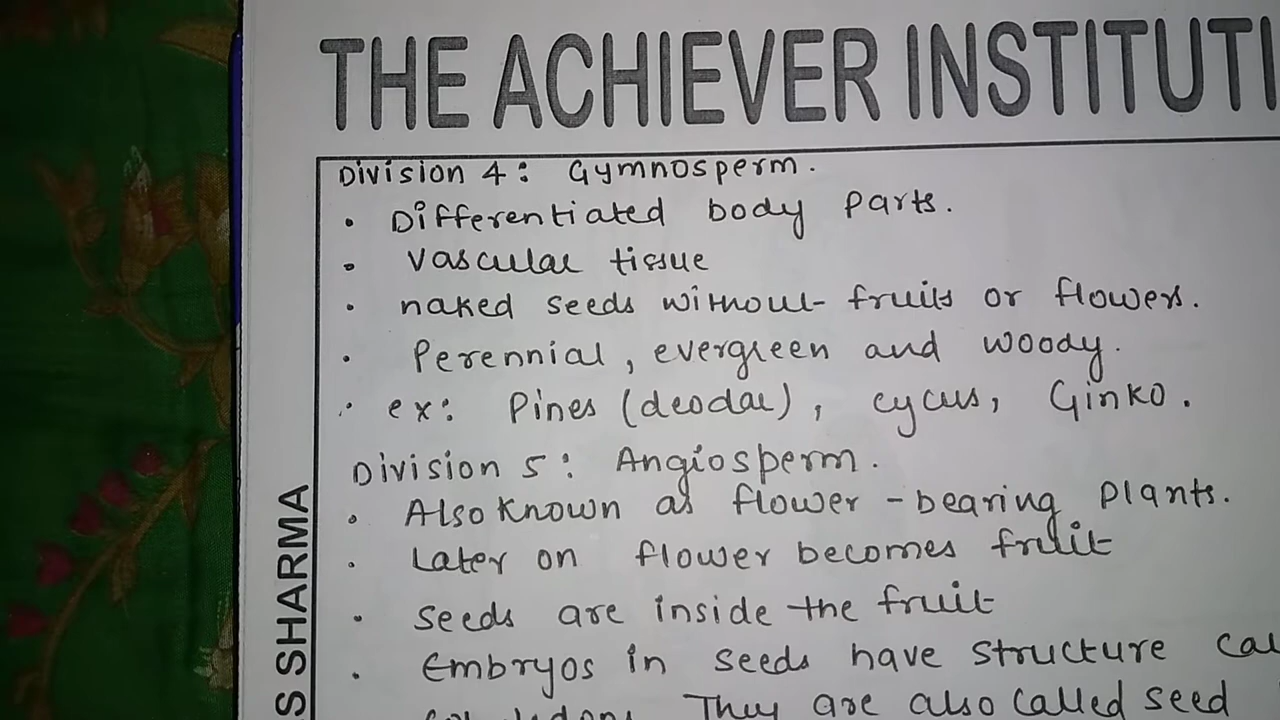 THE ACHIEVER INSTITUTI
Division 4: Gymnosperm.
• Differentiated body parts.
• Vascular tissue
• naked seeds without fruits or flowers.
• Perennial, evergreen and woody.
• ex: Pines (deodar), cycus, Ginko.
Division 5: Angiosperm.
• Also known as flower-bearing plants.
• Later on flower becomes fruit
• Seeds are inside the fruit
• Embryos in seeds have structure
They are also called seed
S SHARMA